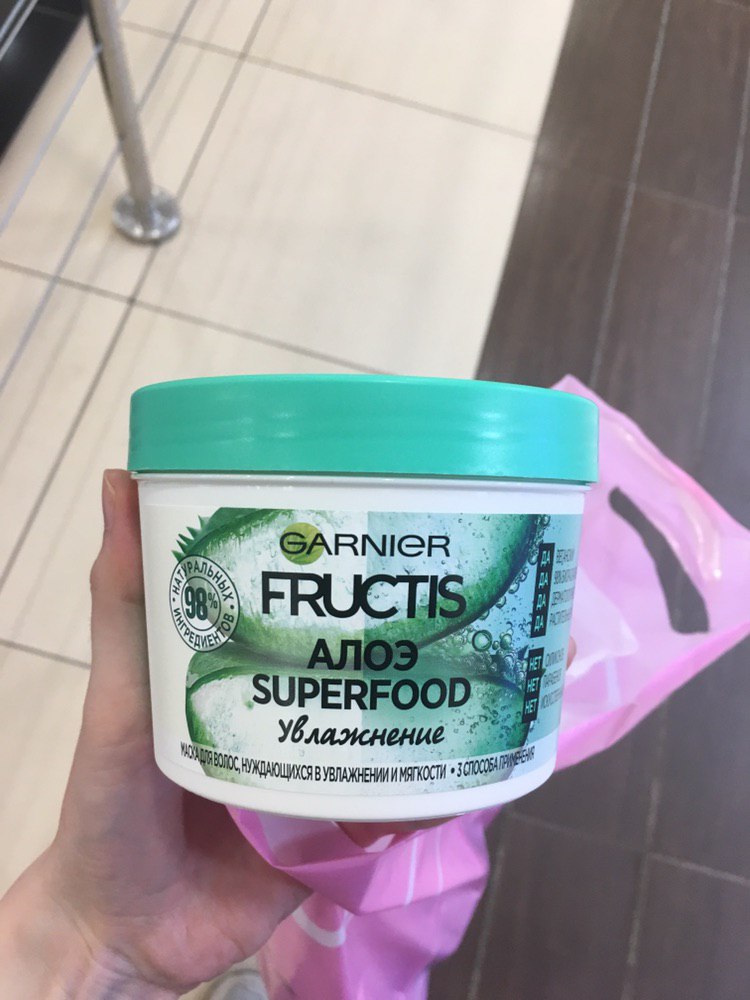 GARNIER
FRUCTIS
АЛОЭ
SUPERFOOD
Увлажнение
МАСКА ДЛЯ ВОЛОС, НУЖДАЮЩИХСЯ В УВЛАЖНЕНИИ И МЯГКОСТИ • 3 СПОСОБА ПРИМЕНЕНИЯ
НАТУРАЛЬНЫХ
98%
ИНГРЕДИЕНТОВ
ДА
ДА
ДА
ДА
НЕТ
НЕТ
НЕТ